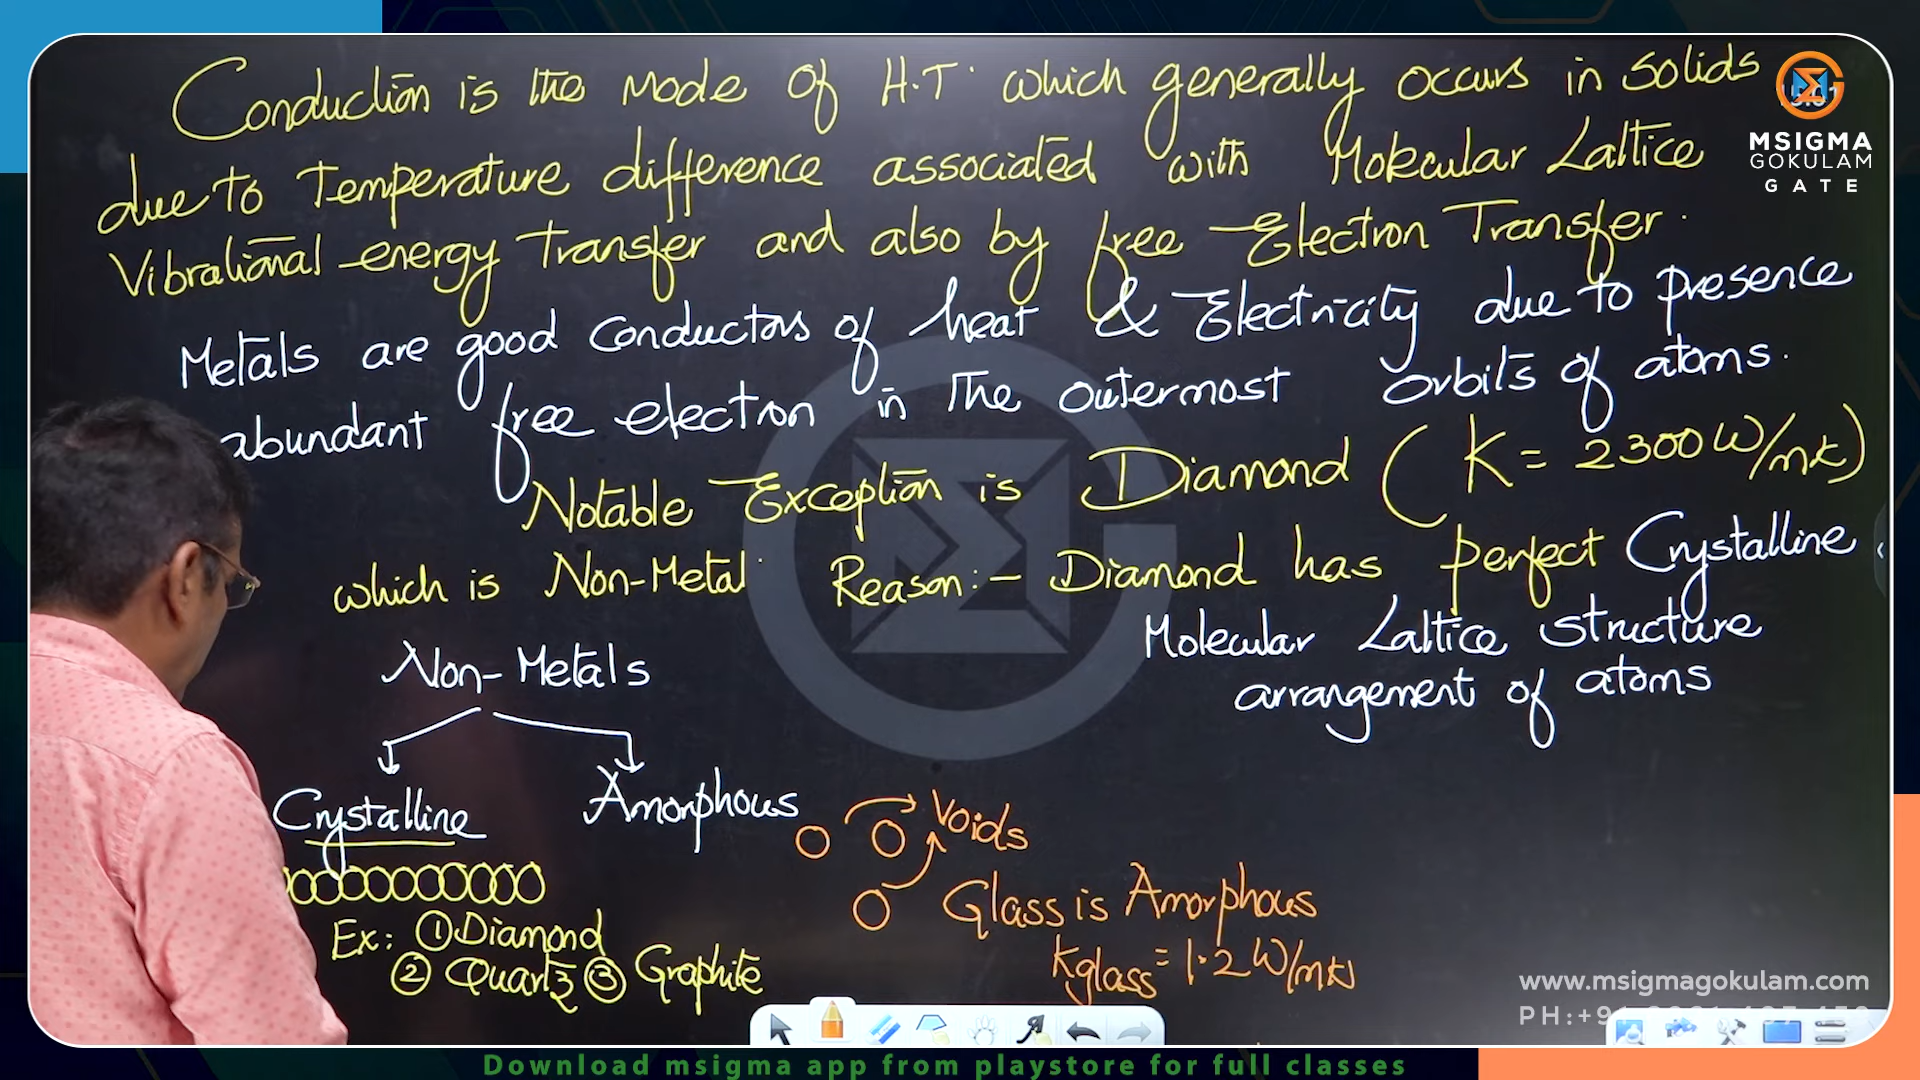 Conduction is the mode of H.T. which generally occurs in solids
due to Temperature difference associated with Molecular Lattice
Vibrational energy Transfer and also by free Electron Transfer.
Metals are good conductors of heat & Electricity due to presence
abundant free electron in The outermost orbits of atoms.
Notable Exception is Diamond (K = 2300 W/mK)
which is Non-Metal. Reason:- Diamond has perfect Crystalline
Molecular Lattice structure
arrangement of atoms
Non-Metals
Crystalline
Amorphous
Voids
Ex: ① Diamond
② Quartz ③ Graphite
Glass is Amorphous
Kglass = 1.2 W/mK
MSIGMA
GOKULAM
GATE
www.msigmagokulam.com
PH:+91
Download msigma app from playstore for full classes